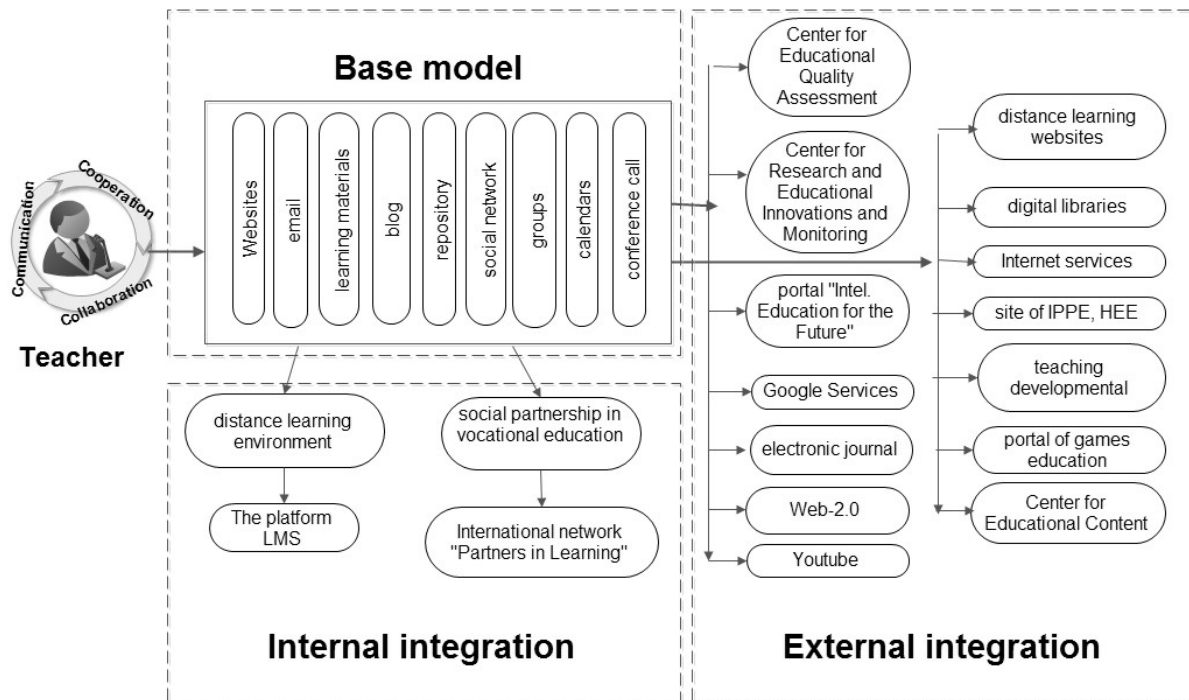 Communication
Cooperation
Collaboration
Teacher
Base model
Websites
email
learning materials
blog
repository
social network
groups
calendars
conference call
distance learning
environment
The platform
LMS
social partnership in
vocational education
International network
"Partners in Learning"
Internal integration
Center for
Educational
Quality
Assessment
Center for
Research and
Educational
Innovations and
Monitoring
portal "Intel.
Education for the
Future"
Google Services
electronic journal
Web-2.0
Youtube
distance learning
websites
digital libraries
Internet services
site of IPPE, HEE
teaching
developmental
portal of games
education
Center for
Educational Content
External integration